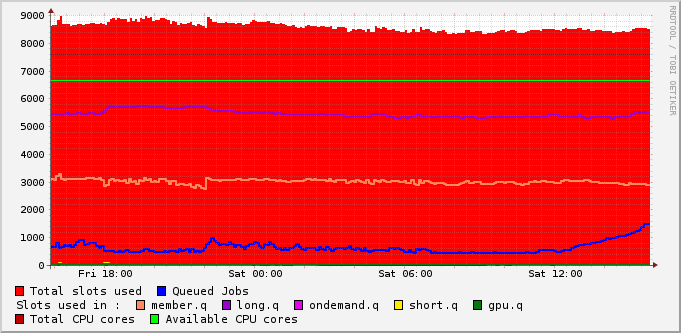 9000
8000
7000
6000
5000
4000
3000
2000
1000
0
Fri 18:00 Sat 00:00 Sat 06:00 Sat 12:00
RRDTOOL / TOBI OETIKER
Total slots used Queued Jobs
Slots used in : member.q long.q ondemand.q short.q gpu.q
Total CPU cores Available CPU cores